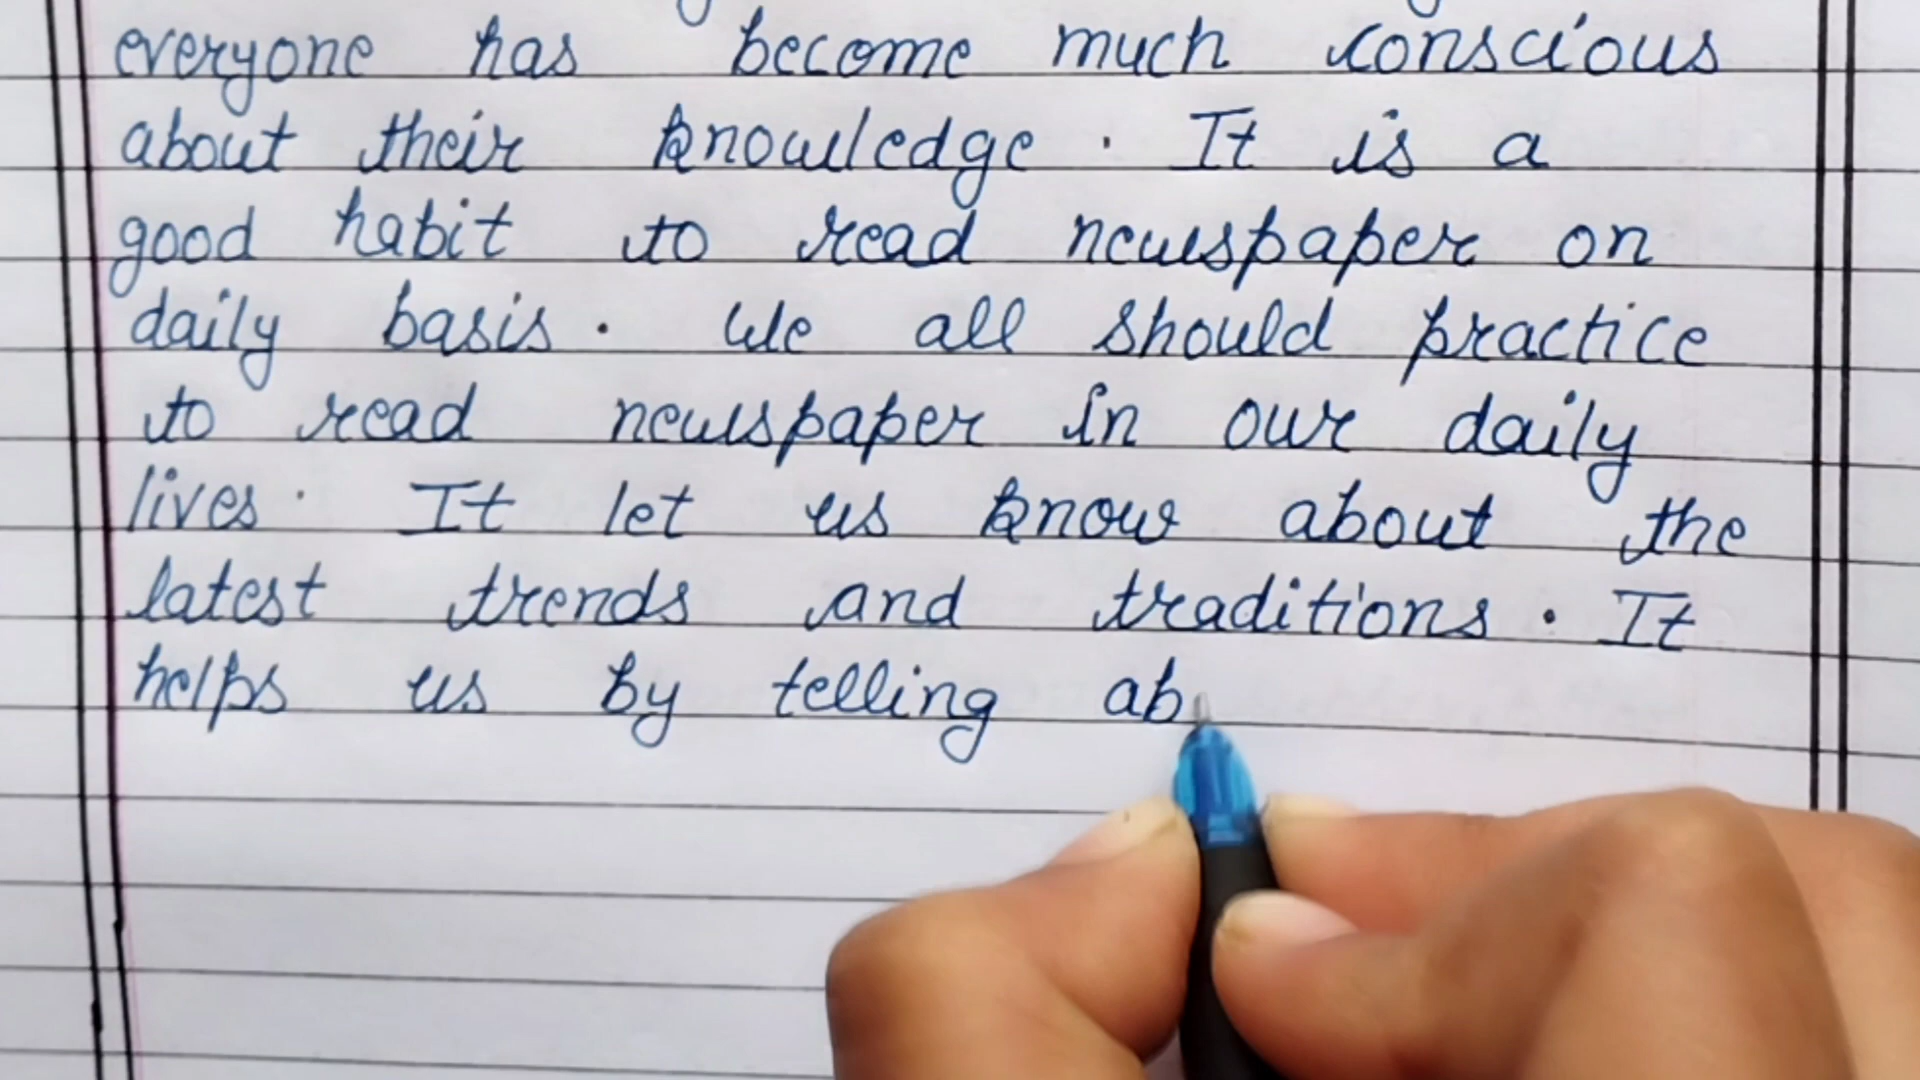 everyone has become much conscious
about their knowledge. It is a
good habit to read newspaper on
daily basis. We all should practice
to read newspaper in our daily
lives. It let us know about the
latest trends and traditions. It
helps us by telling ab